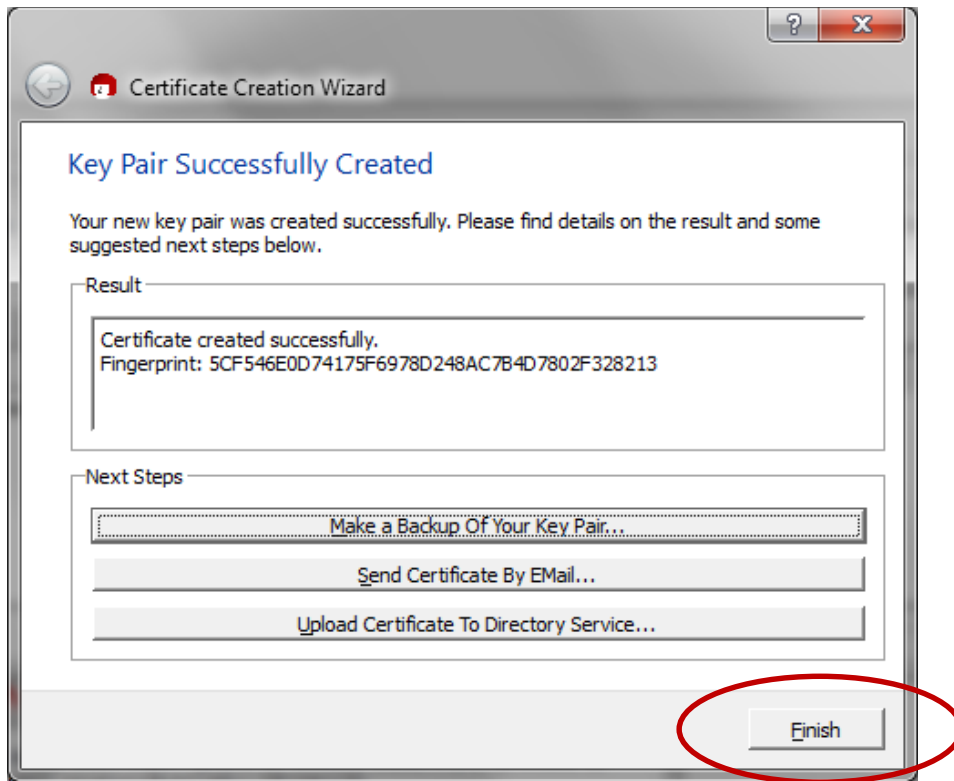 ?
X
Certificate Creation Wizard
Key Pair Successfully Created
Your new key pair was created successfully. Please find details on the result and some
suggested next steps below.
Result
Certificate created successfully.
Fingerprint: 5CF546E0D74175F6978D248AC7B4D7802F328213
Next Steps
Make a Backup Of Your Key Pair...
Send Certificate By EMail...
Upload Certificate To Directory Service...
Finish